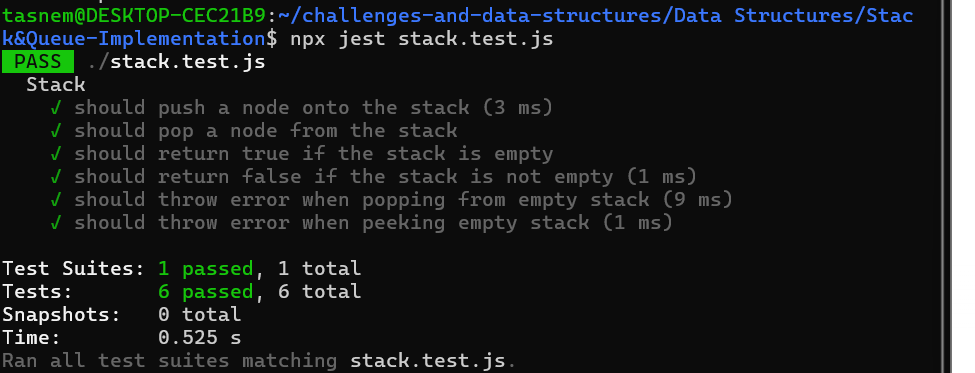 tasnem@DESKTOP-CEC21B9:~/challenges-and-data-structures/Data Structures/Stac
k&Queue-Implementation$ npx jest stack.test.js
PASS ./stack.test.js
Stack
√ should push a node onto the stack (3 ms)
√ should pop a node from the stack
√ should return true if the stack is empty
√ should return false if the stack is not empty (1 ms)
√ should throw error when popping from empty stack (9 ms)
√ should throw error when peeking empty stack (1 ms)
Test Suites: 1 passed, 1 total
Tests:       6 passed, 6 total
Snapshots:   0 total
Time:        0.525 s
Ran all test suites matching stack.test.js.